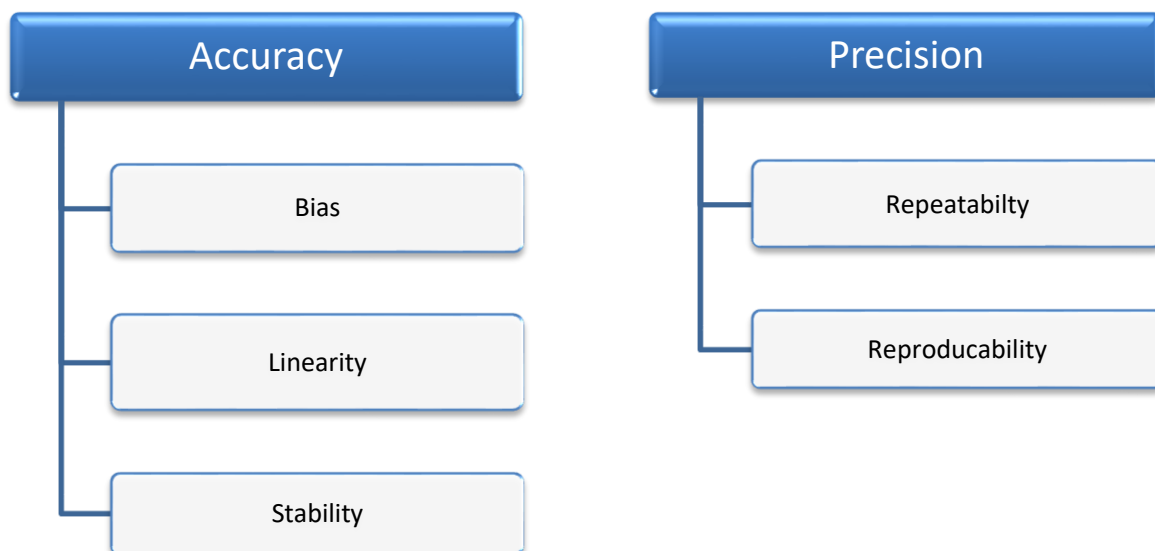 Accuracy
Bias
Linearity
Stability
Precision
Repeatabilty
Reproducability